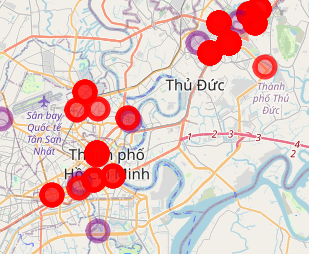 Thủ Đức
Thành
phố Thủ
Đức
Sân bay
Quốc tế
Tân Sơn
Nhất
1 2 3 3 4
2
Thành phố
Hồ Chí Minh